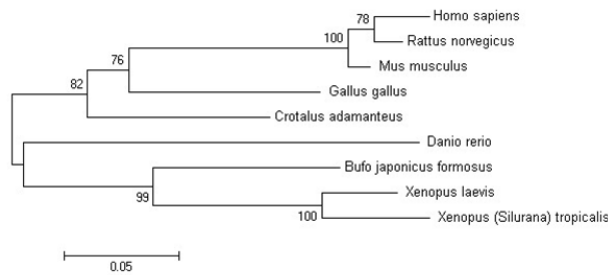 78
Homo sapiens
100
Rattus norvegicus
76
Mus musculus
82
Gallus gallus
Crotalus adamanteus
Danio rerio
Bufo japonicus formosus
99
Xenopus laevis
100
Xenopus (Silurana) tropicalis
0.05